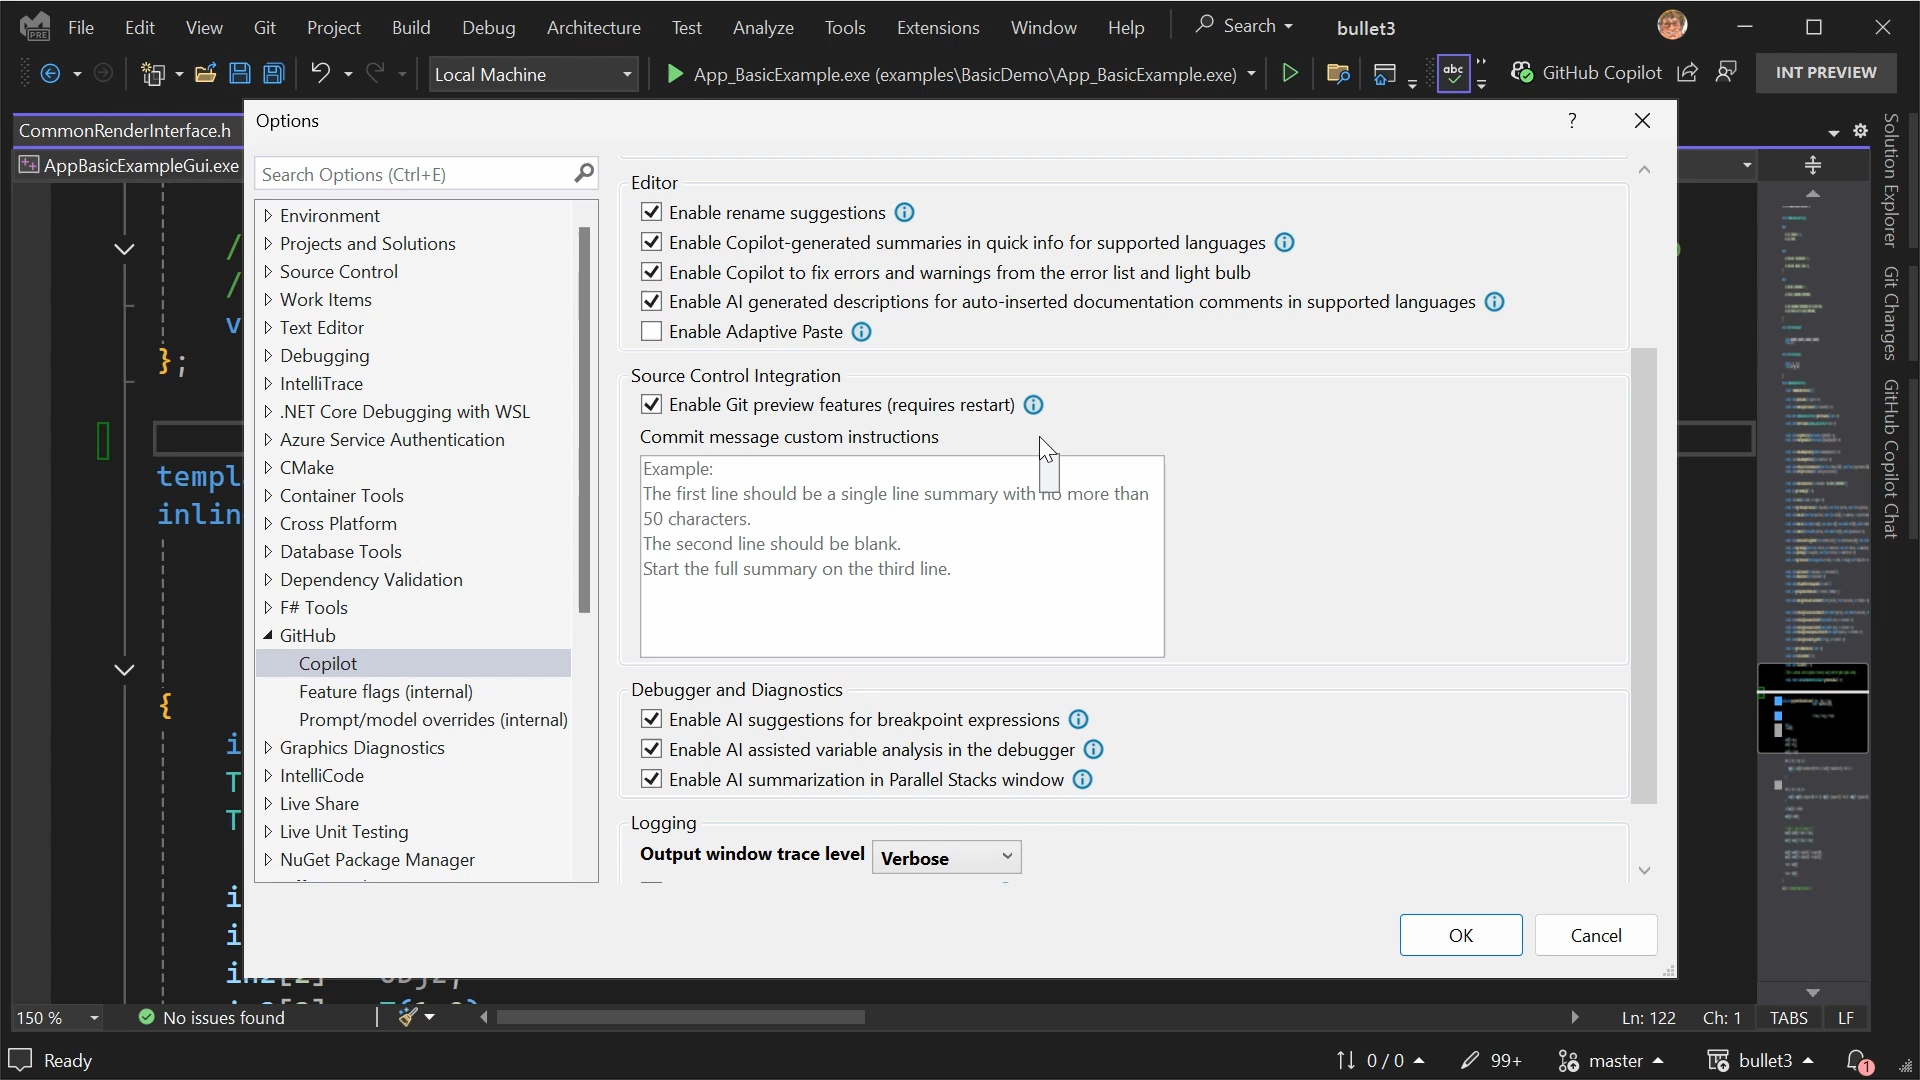 PRE
File Edit View Git Project Build Debug Architecture Test Analyze Tools Extensions Window Help Search bullet3
Local Machine App_BasicExample.exe (examples\BasicDemo\App_BasicExample.exe) abc GitHub Copilot INT PREVIEW
CommonRenderInterface.h
AppBasicExampleGui.exe
/
/
v
};
templ
inlin
{
i
T
T
i
i
Options
?
Search Options (Ctrl+E)
Environment
Projects and Solutions
Source Control
Work Items
Text Editor
Debugging
IntelliTrace
.NET Core Debugging with WSL
Azure Service Authentication
CMake
Container Tools
Cross Platform
Database Tools
Dependency Validation
F# Tools
GitHub
Copilot
Feature flags (internal)
Prompt/model overrides (internal)
Graphics Diagnostics
IntelliCode
Live Share
Live Unit Testing
NuGet Package Manager
Editor
Enable rename suggestions
Enable Copilot-generated summaries in quick info for supported languages
Enable Copilot to fix errors and warnings from the error list and light bulb
Enable AI generated descriptions for auto-inserted documentation comments in supported languages
Enable Adaptive Paste
Source Control Integration
Enable Git preview features (requires restart)
Commit message custom instructions
Example:
The first line should be a single line summary with no more than
50 characters.
The second line should be blank.
Start the full summary on the third line.
Debugger and Diagnostics
Enable AI suggestions for breakpoint expressions
Enable AI assisted variable analysis in the debugger
Enable AI summarization in Parallel Stacks window
Logging
Output window trace level Verbose
OK Cancel
Solution Explorer
Git Changes
GitHub Copilot Chat
150 % No issues found Ln: 122 Ch: 1 TABS LF
Ready 0 / 0 99+ master bullet3 1